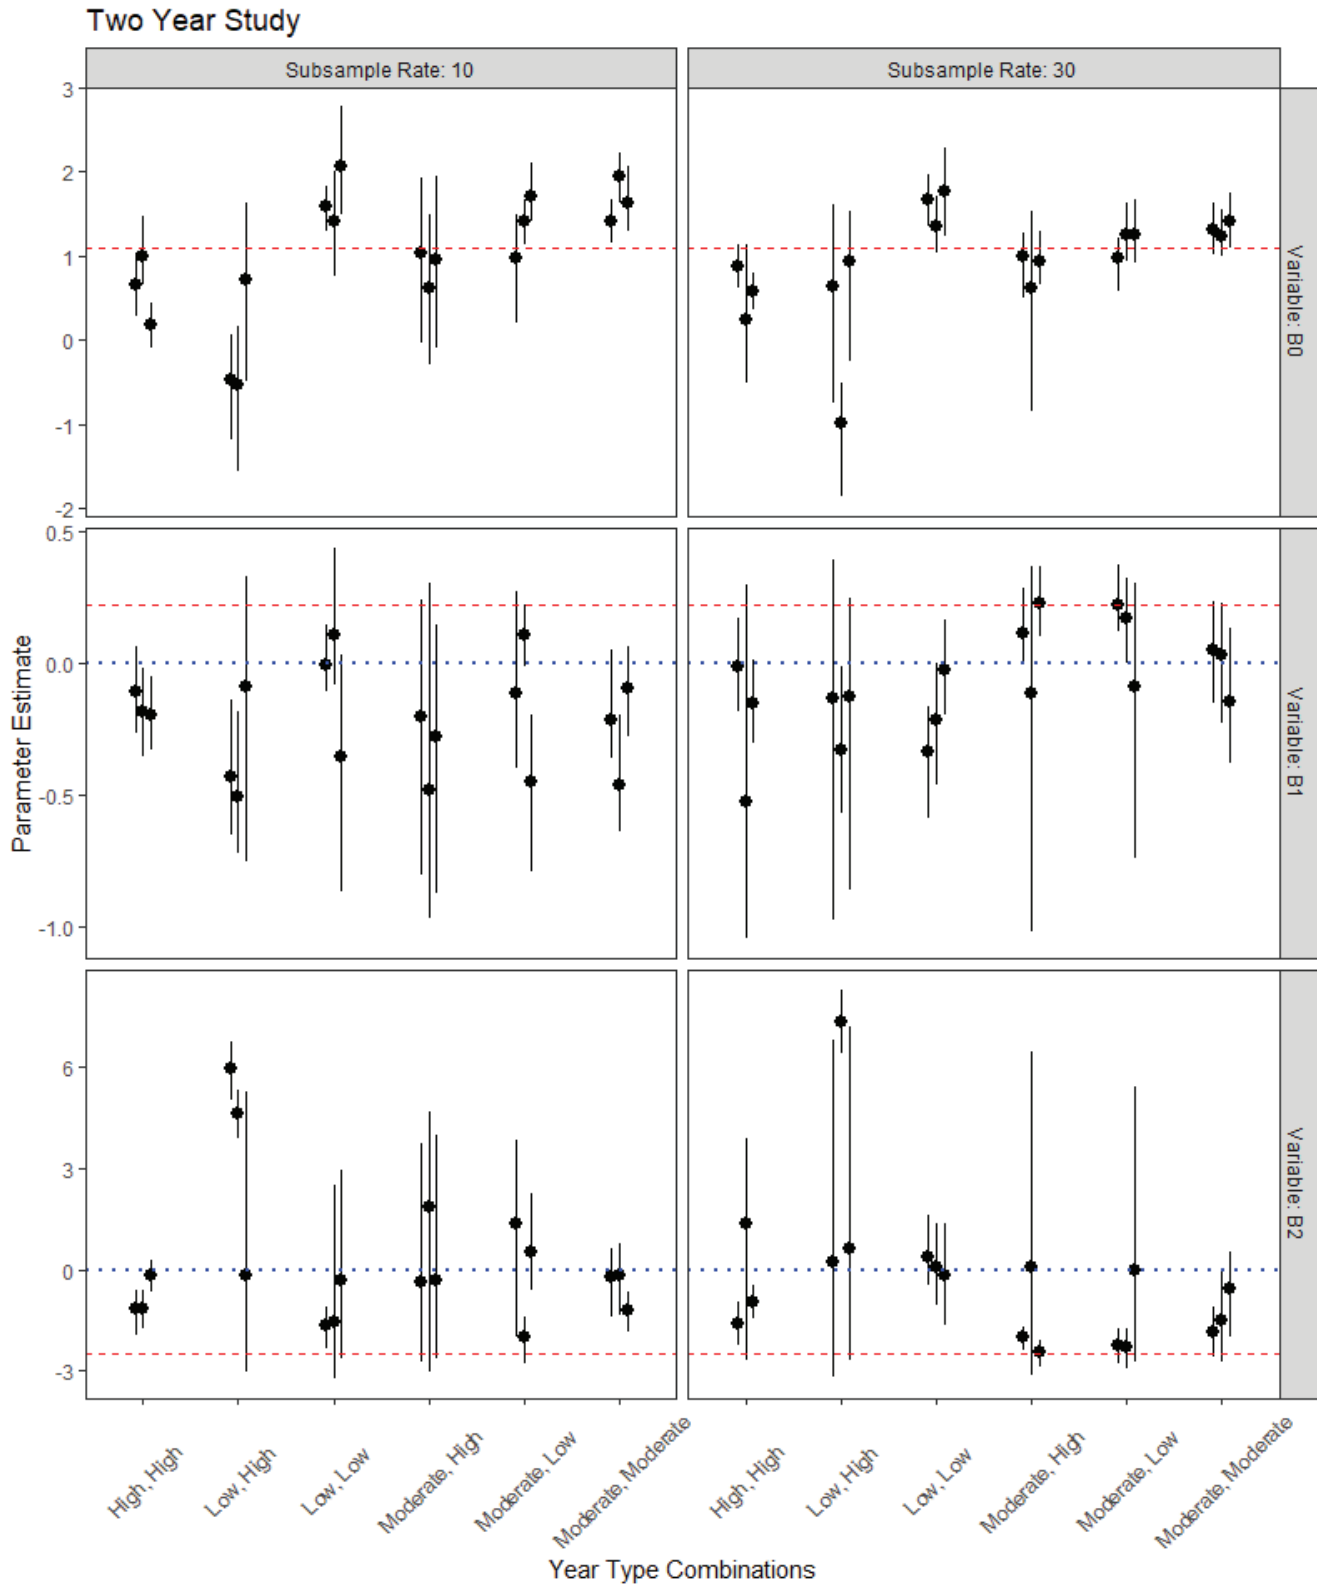 Two Year Study
Subsample Rate: 10
Subsample Rate: 30
3
2
1
0
-1
-2
Variable: B0
0.5
0.0
-0.5
-1.0
Variable: B1
Parameter Estimate
6
3
0
-3
Variable: B2
High, High
Low, High
Low, Low
Moderate, High
Moderate, Low
Moderate, Moderate
High, High
Low, High
Low, Low
Moderate, High
Moderate, Low
Moderate, Moderate
Year Type Combinations